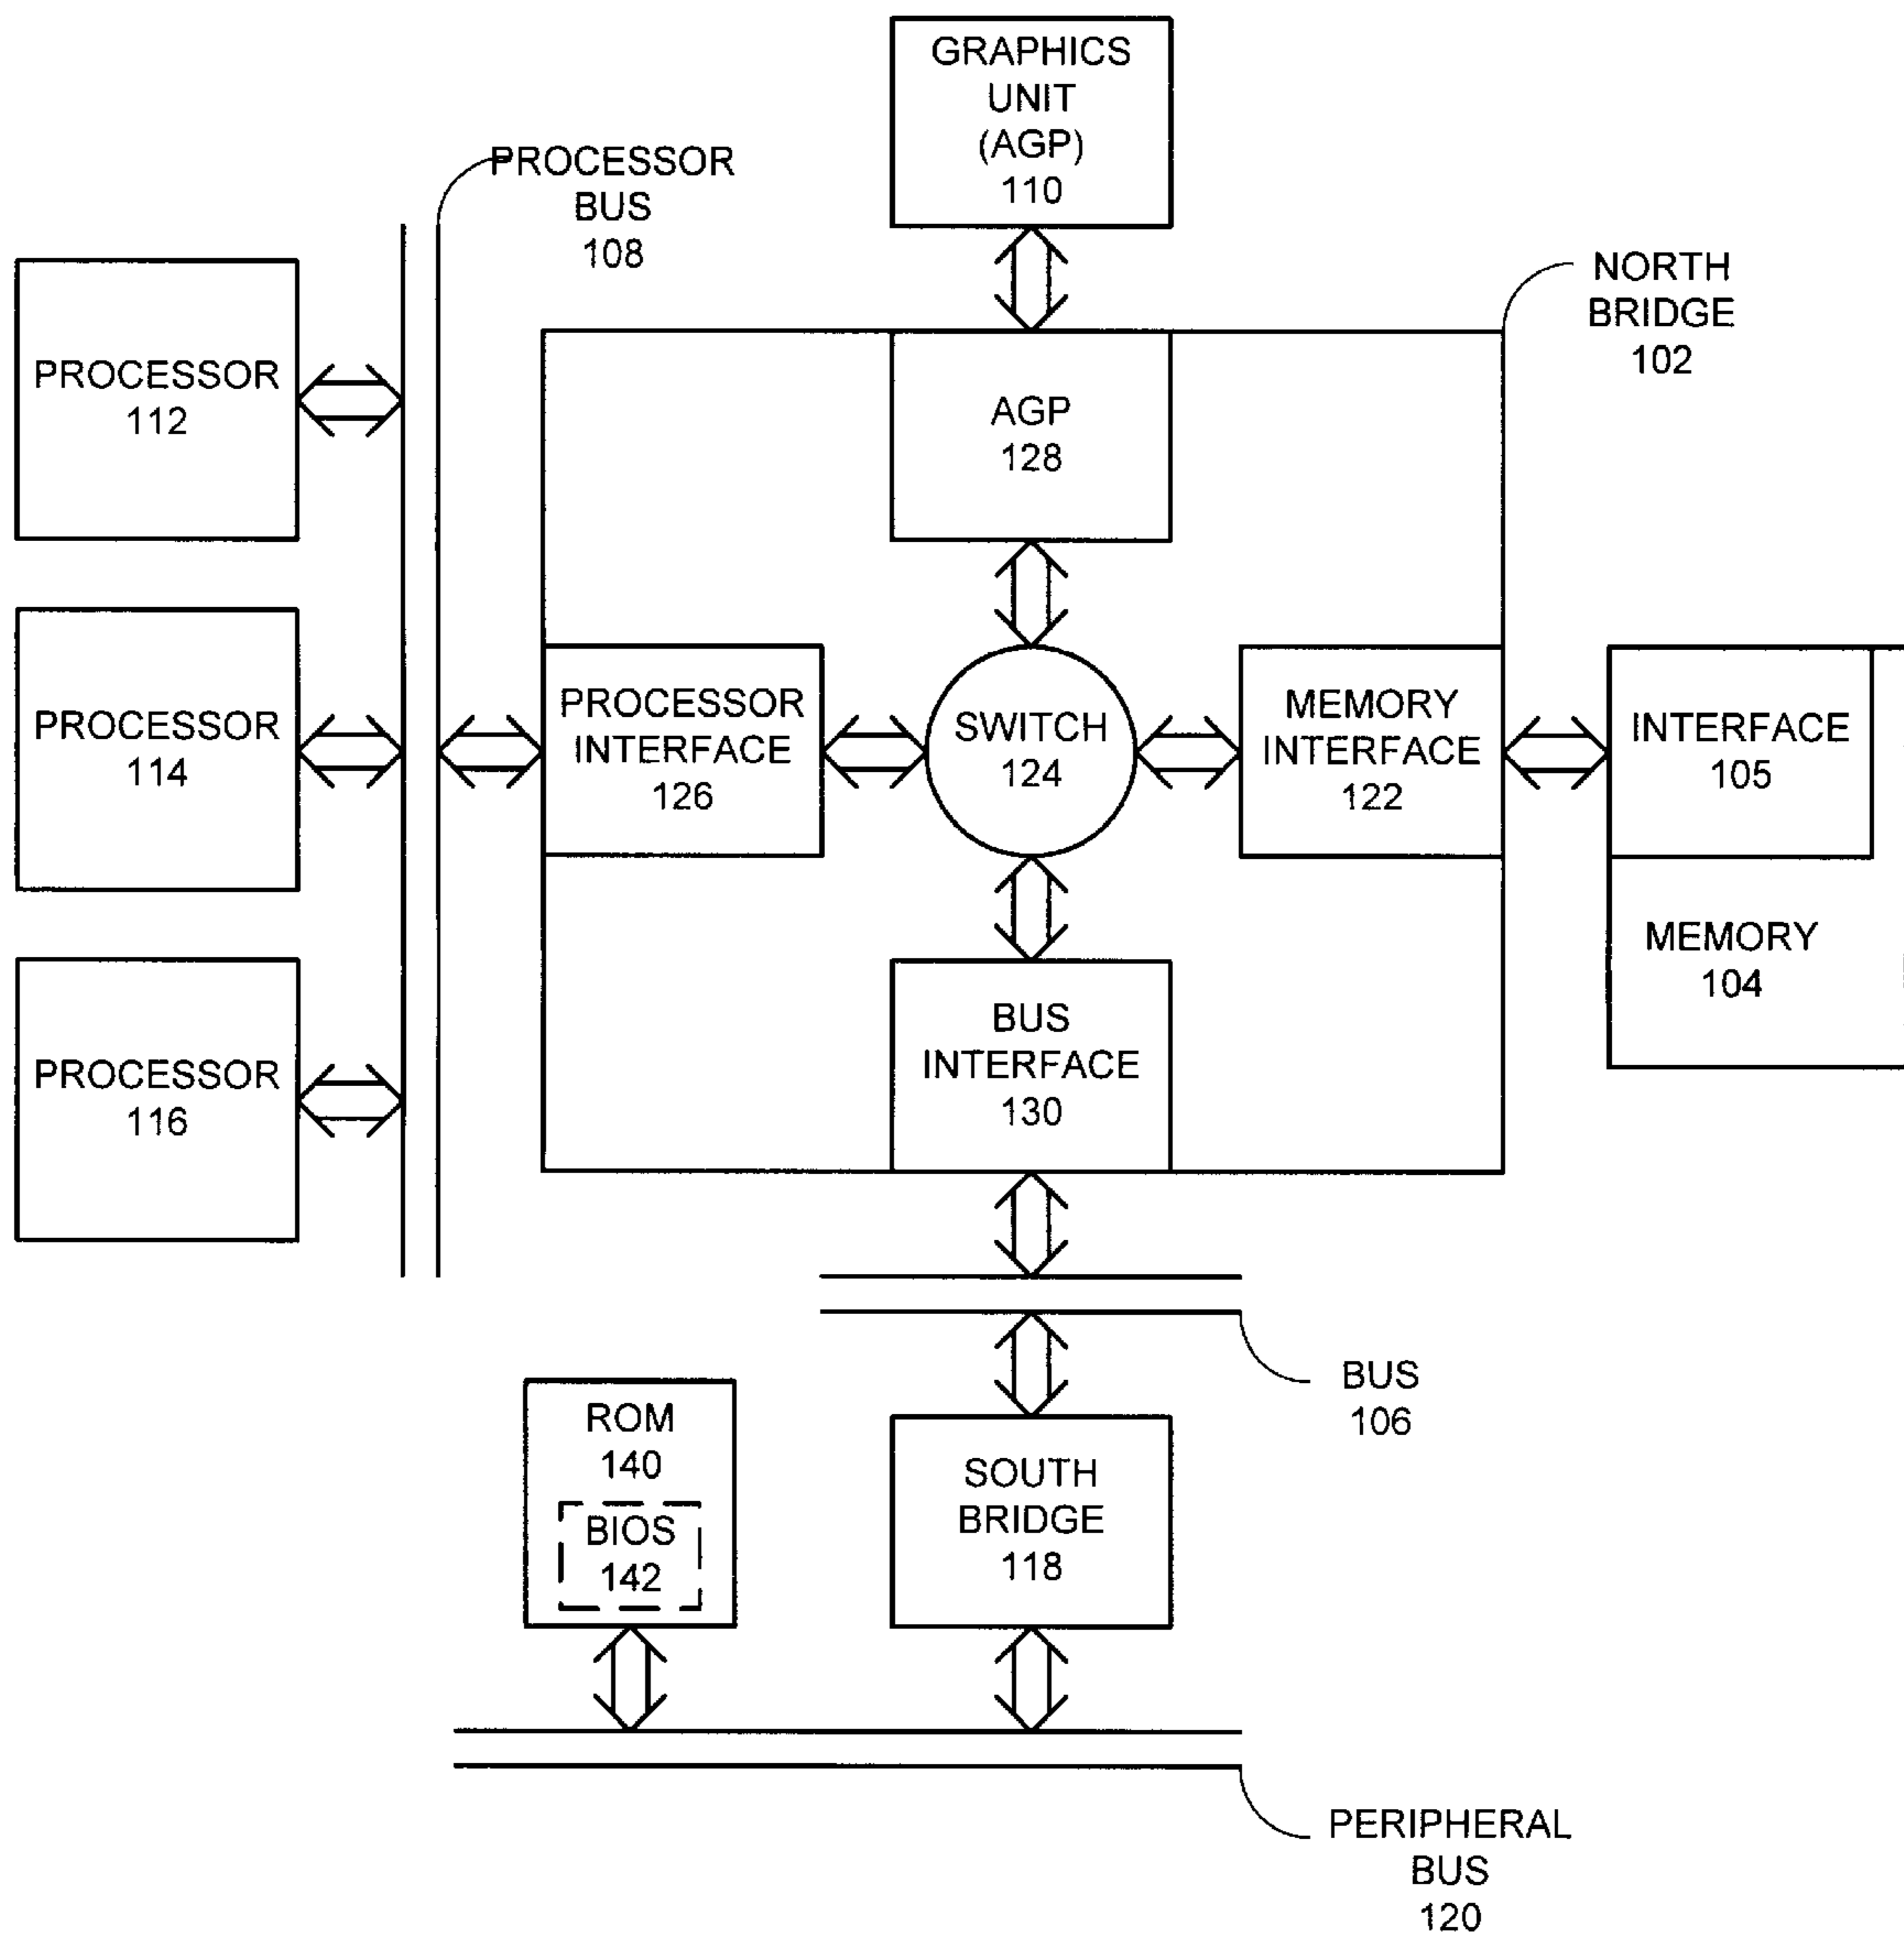 GRAPHICS
UNIT
(AGP)
110
PROCESSOR
BUS
108
NORTH
BRIDGE
102
PROCESSOR
112
AGP
128
PROCESSOR
114
PROCESSOR
INTERFACE
126
SWITCH
124
MEMORY
INTERFACE
122
INTERFACE
105
MEMORY
104
PROCESSOR
116
BUS
INTERFACE
130
BUS
106
ROM
140
BIOS
142
SOUTH
BRIDGE
118
PERIPHERAL
BUS
120